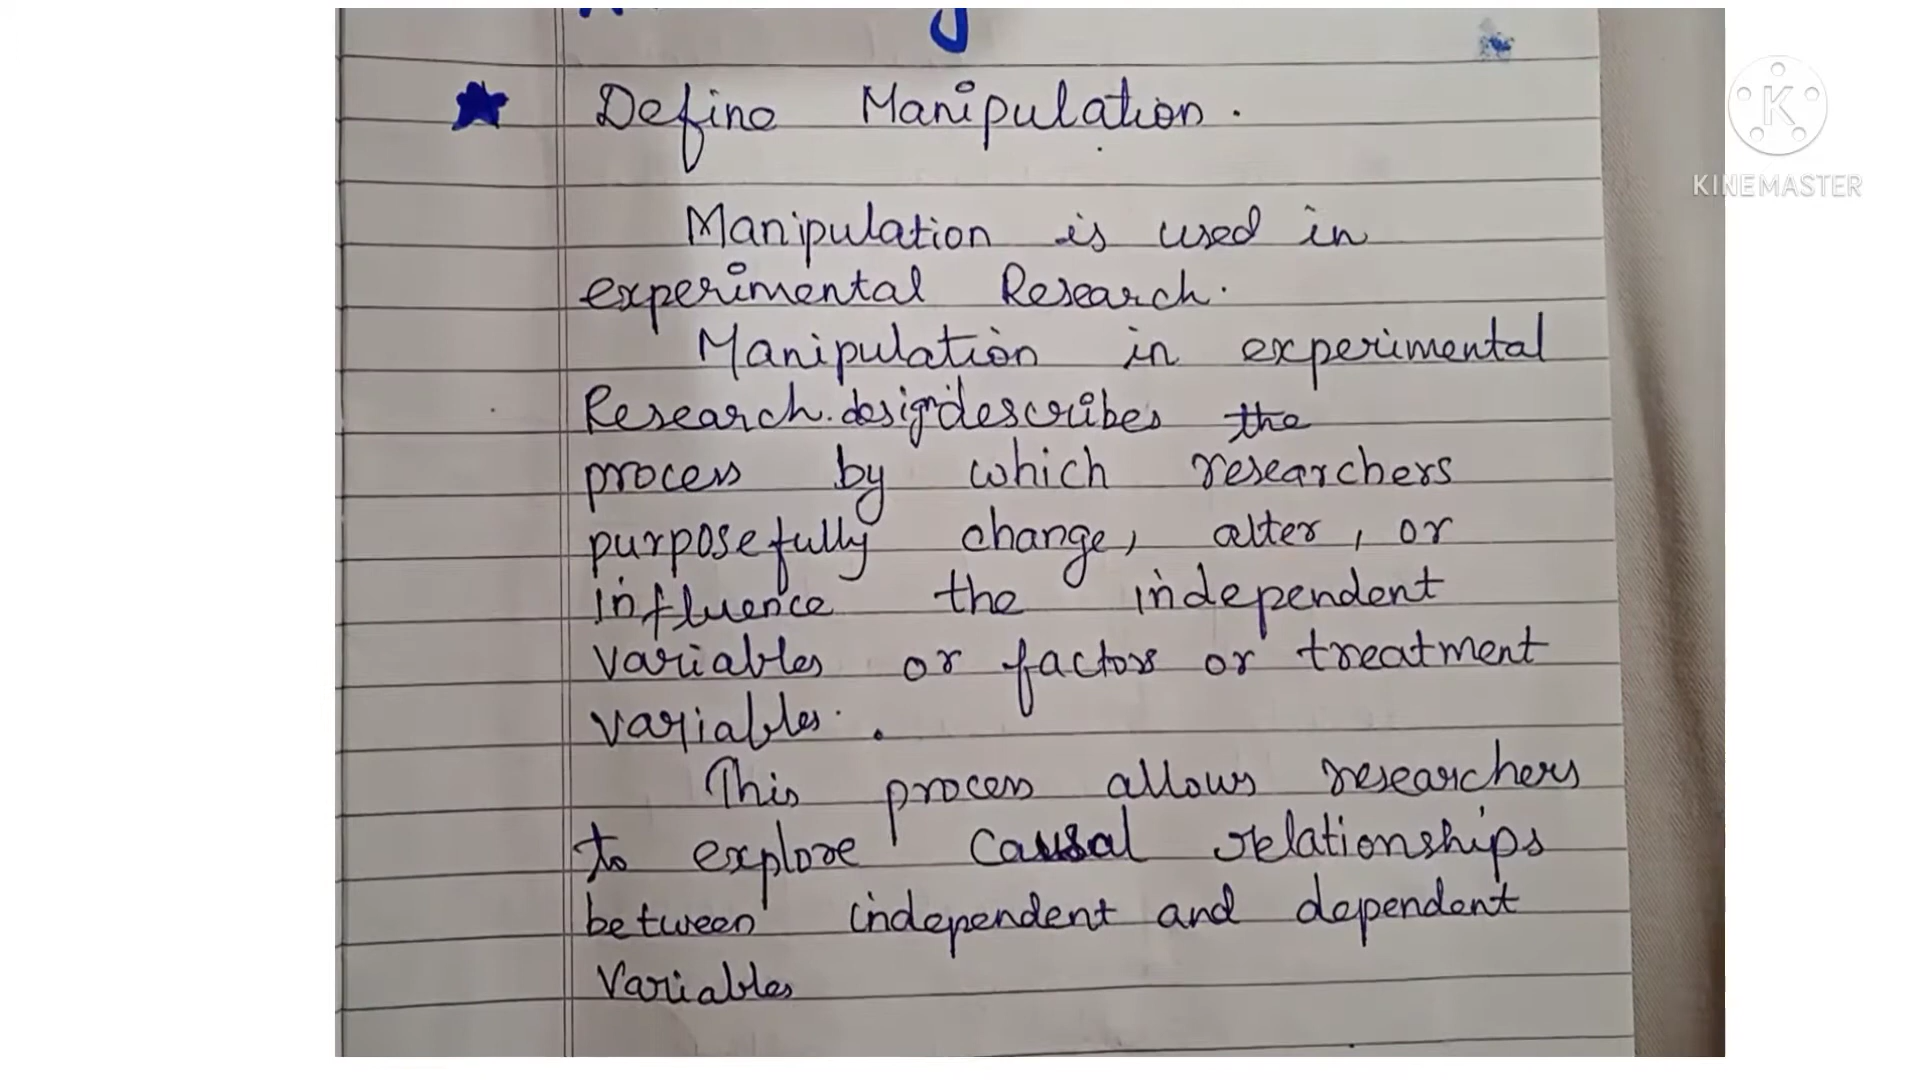 Define Manipulation.
Manipulation is used in
experimental Research.
Manipulation in experimental
Research design describes the
process by which researchers
purposefully change, alter, or
influence the independent
variables or factors or treatment
variables.
This process allows researchers
to explore causal relationships
between independent and dependent
Variables
K
KINEMASTER